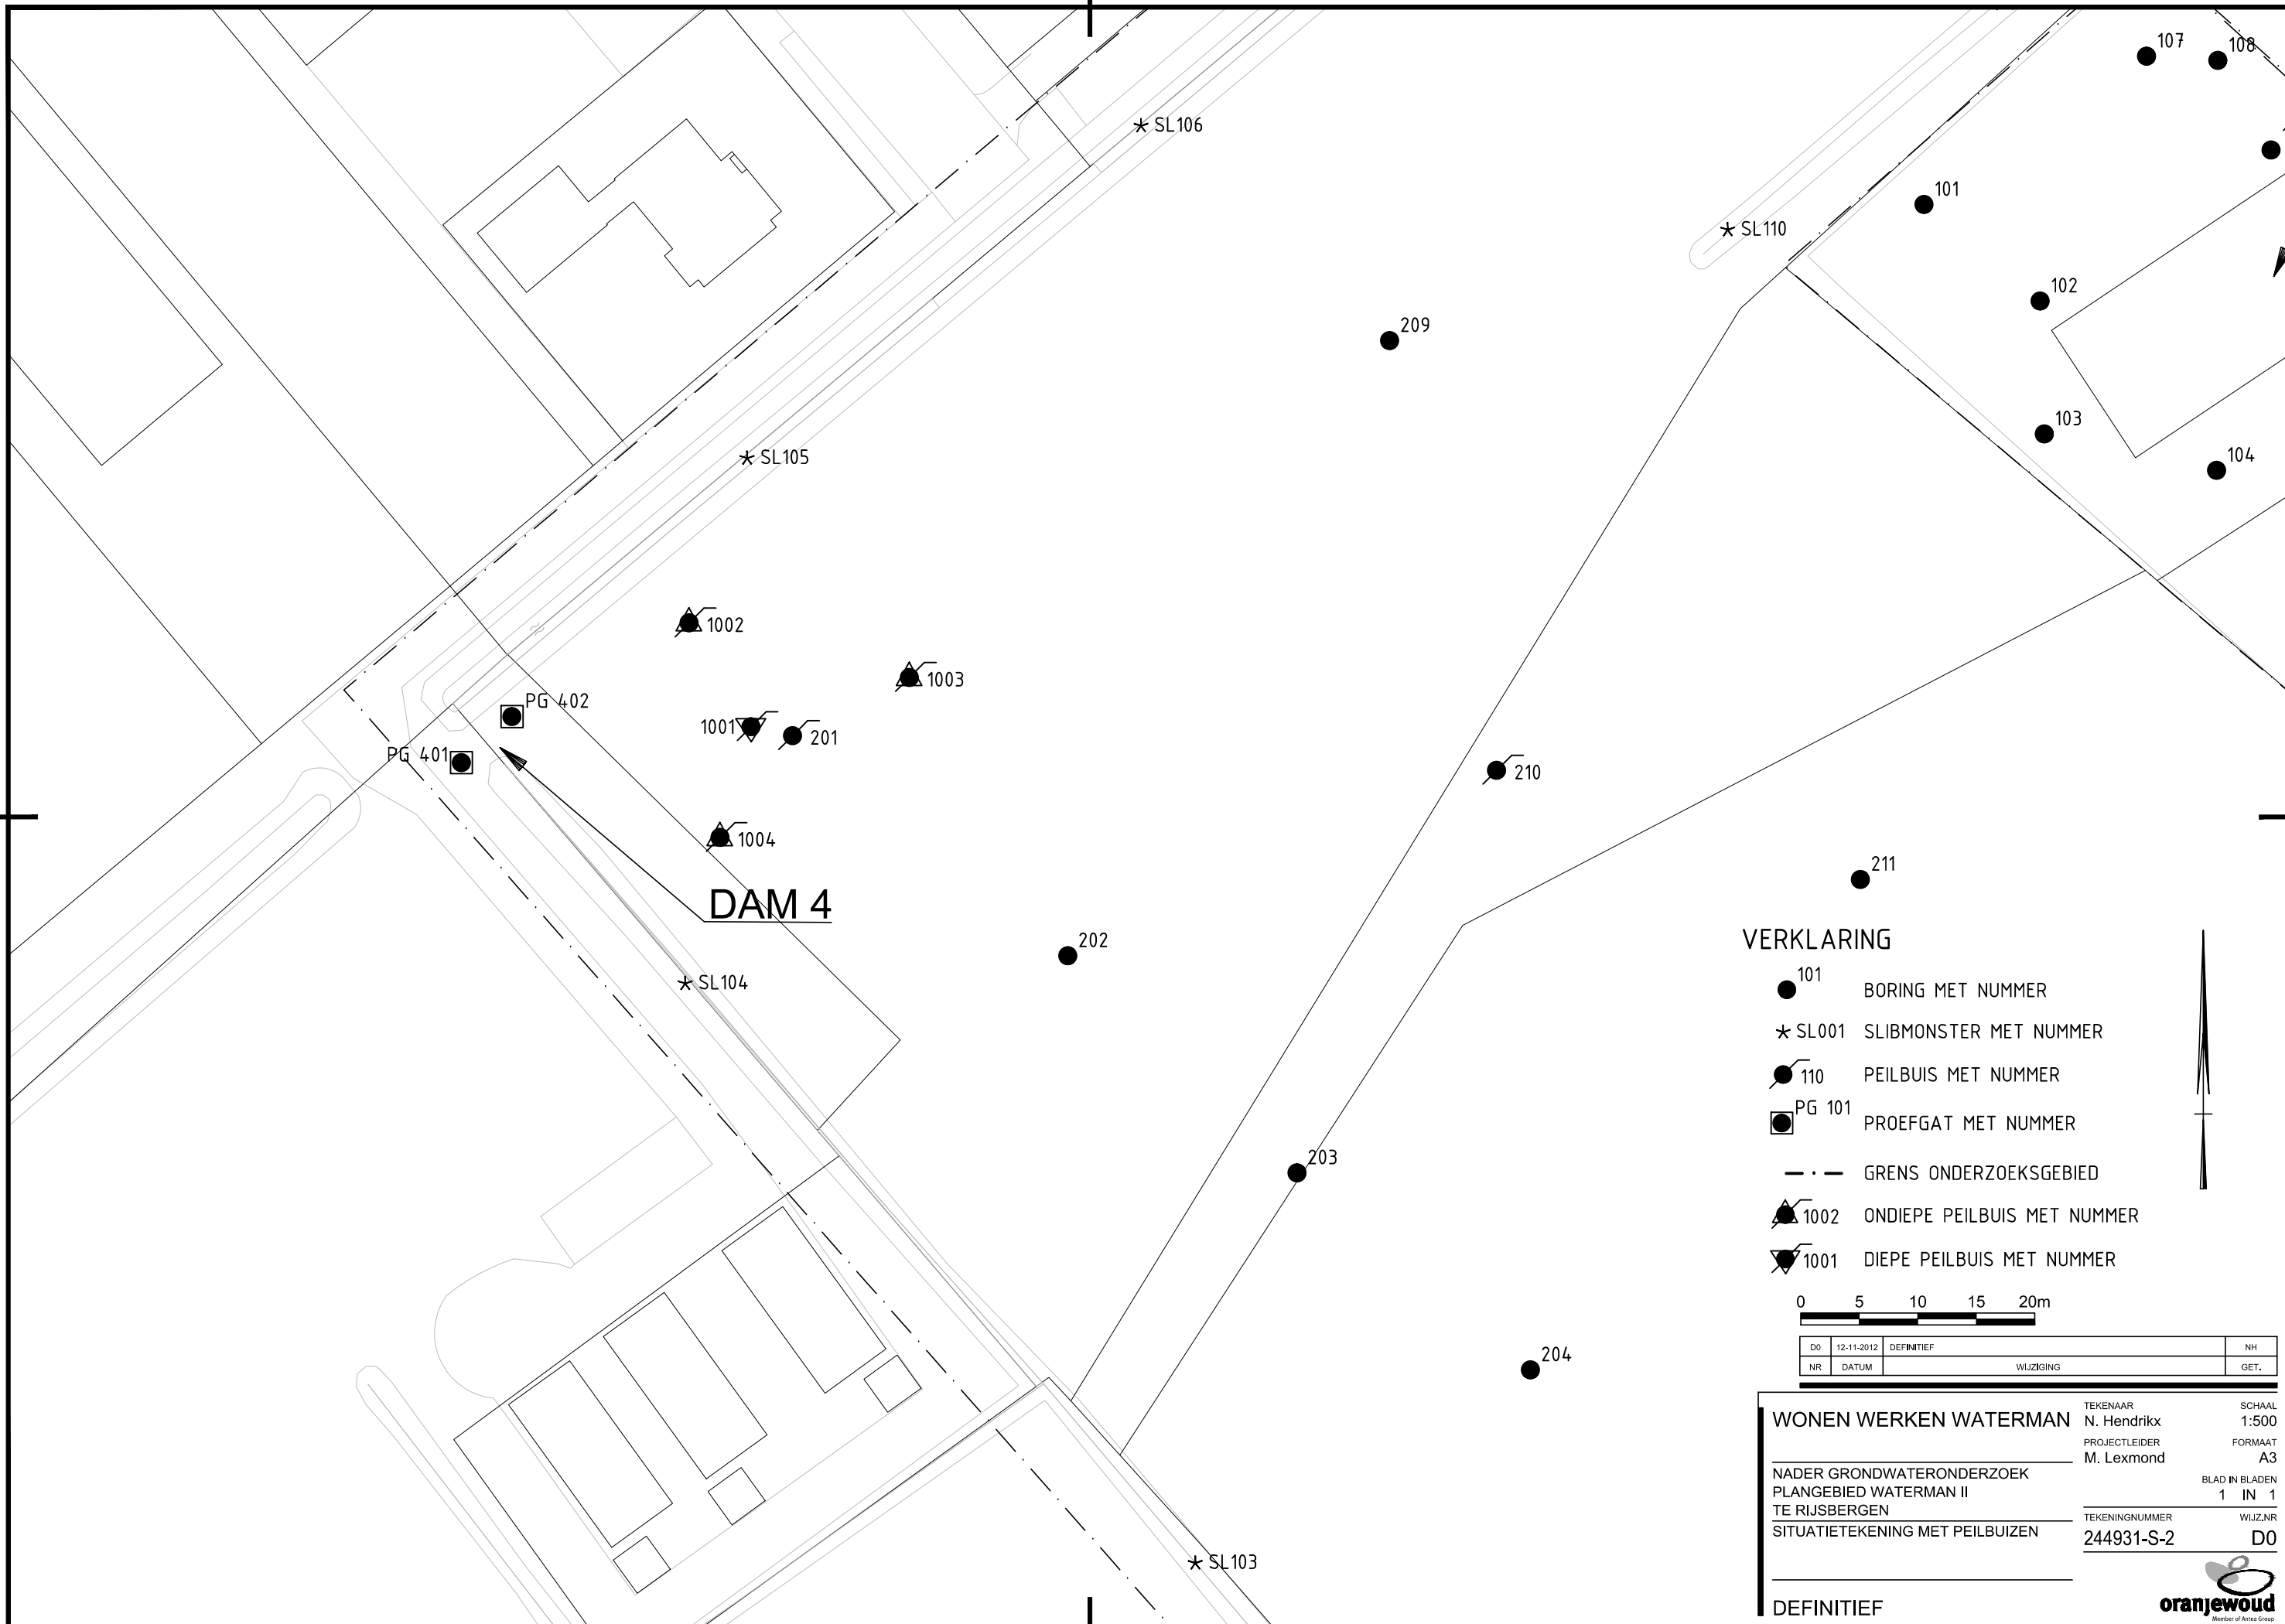 107
108
SL106
101
SL110
102
209
103
SL105
104
1002
1003
PG 402
1001
201
PG 401
210
1004
211
DAM 4
202
SL104
203
204
SL103
VERKLARING
101 BORING MET NUMMER
SL001 SLIBMONSTER MET NUMMER
110 PEILBUIS MET NUMMER
PG 101 PROEFGAT MET NUMMER
GRENS ONDERZOEKSGEBIED
1002 ONDIEPE PEILBUIS MET NUMMER
1001 DIEPE PEILBUIS MET NUMMER
0 5 10 15 20m
D0 12-11-2012 DEFINITIEF NH
NR DATUM WIJZIGING GET.
WONEN WERKEN WATERMAN
TEKENAAR SCHAAL
N. Hendrikx 1:500
PROJECTLEIDER FORMAAT
M. Lexmond A3
NADER GRONDWATERONDERZOEK
PLANGEBIED WATERMAN II
TE RIJSBERGEN
BLAD IN BLADEN
1 IN 1
SITUATIETEKENING MET PEILBUIZEN
TEKENINGNUMMER WIJZ.NR
244931-S-2 D0
DEFINITIEF
oranjewoud
Member of Antea Group